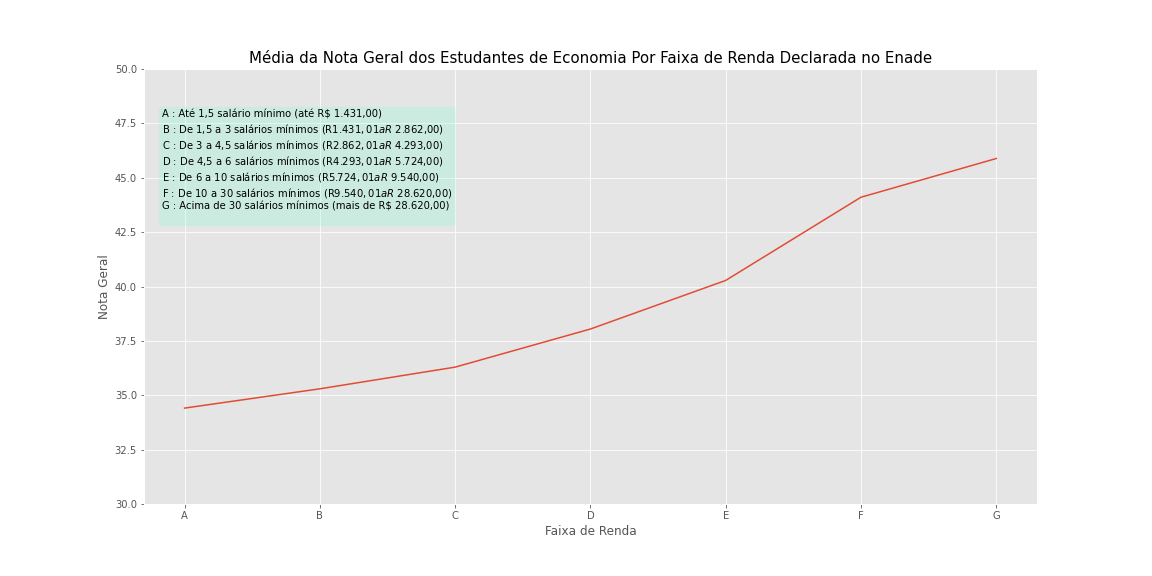 Média da Nota Geral dos Estudantes de Economia Por Faixa de Renda Declarada no Enade
50.0
47.5
45.0
42.5
40.0
37.5
35.0
32.5
30.0
Nota Geral
A : Até 1,5 salário mínimo (até R$ 1.431,00)
B : De 1,5 a 3 salários mínimos (R1.431,01aR 2.862,00)
C : De 3 a 4,5 salários mínimos (R2.862,01aR 4.293,00)
D : De 4,5 a 6 salários mínimos (R4.293,01aR 5.724,00)
E : De 6 a 10 salários mínimos (R5.724,01aR 9.540,00)
F : De 10 a 30 salários mínimos (R9.540,01aR 28.620,00)
G : Acima de 30 salários mínimos (mais de R$ 28.620,00)
A B C D E F G
Faixa de Renda